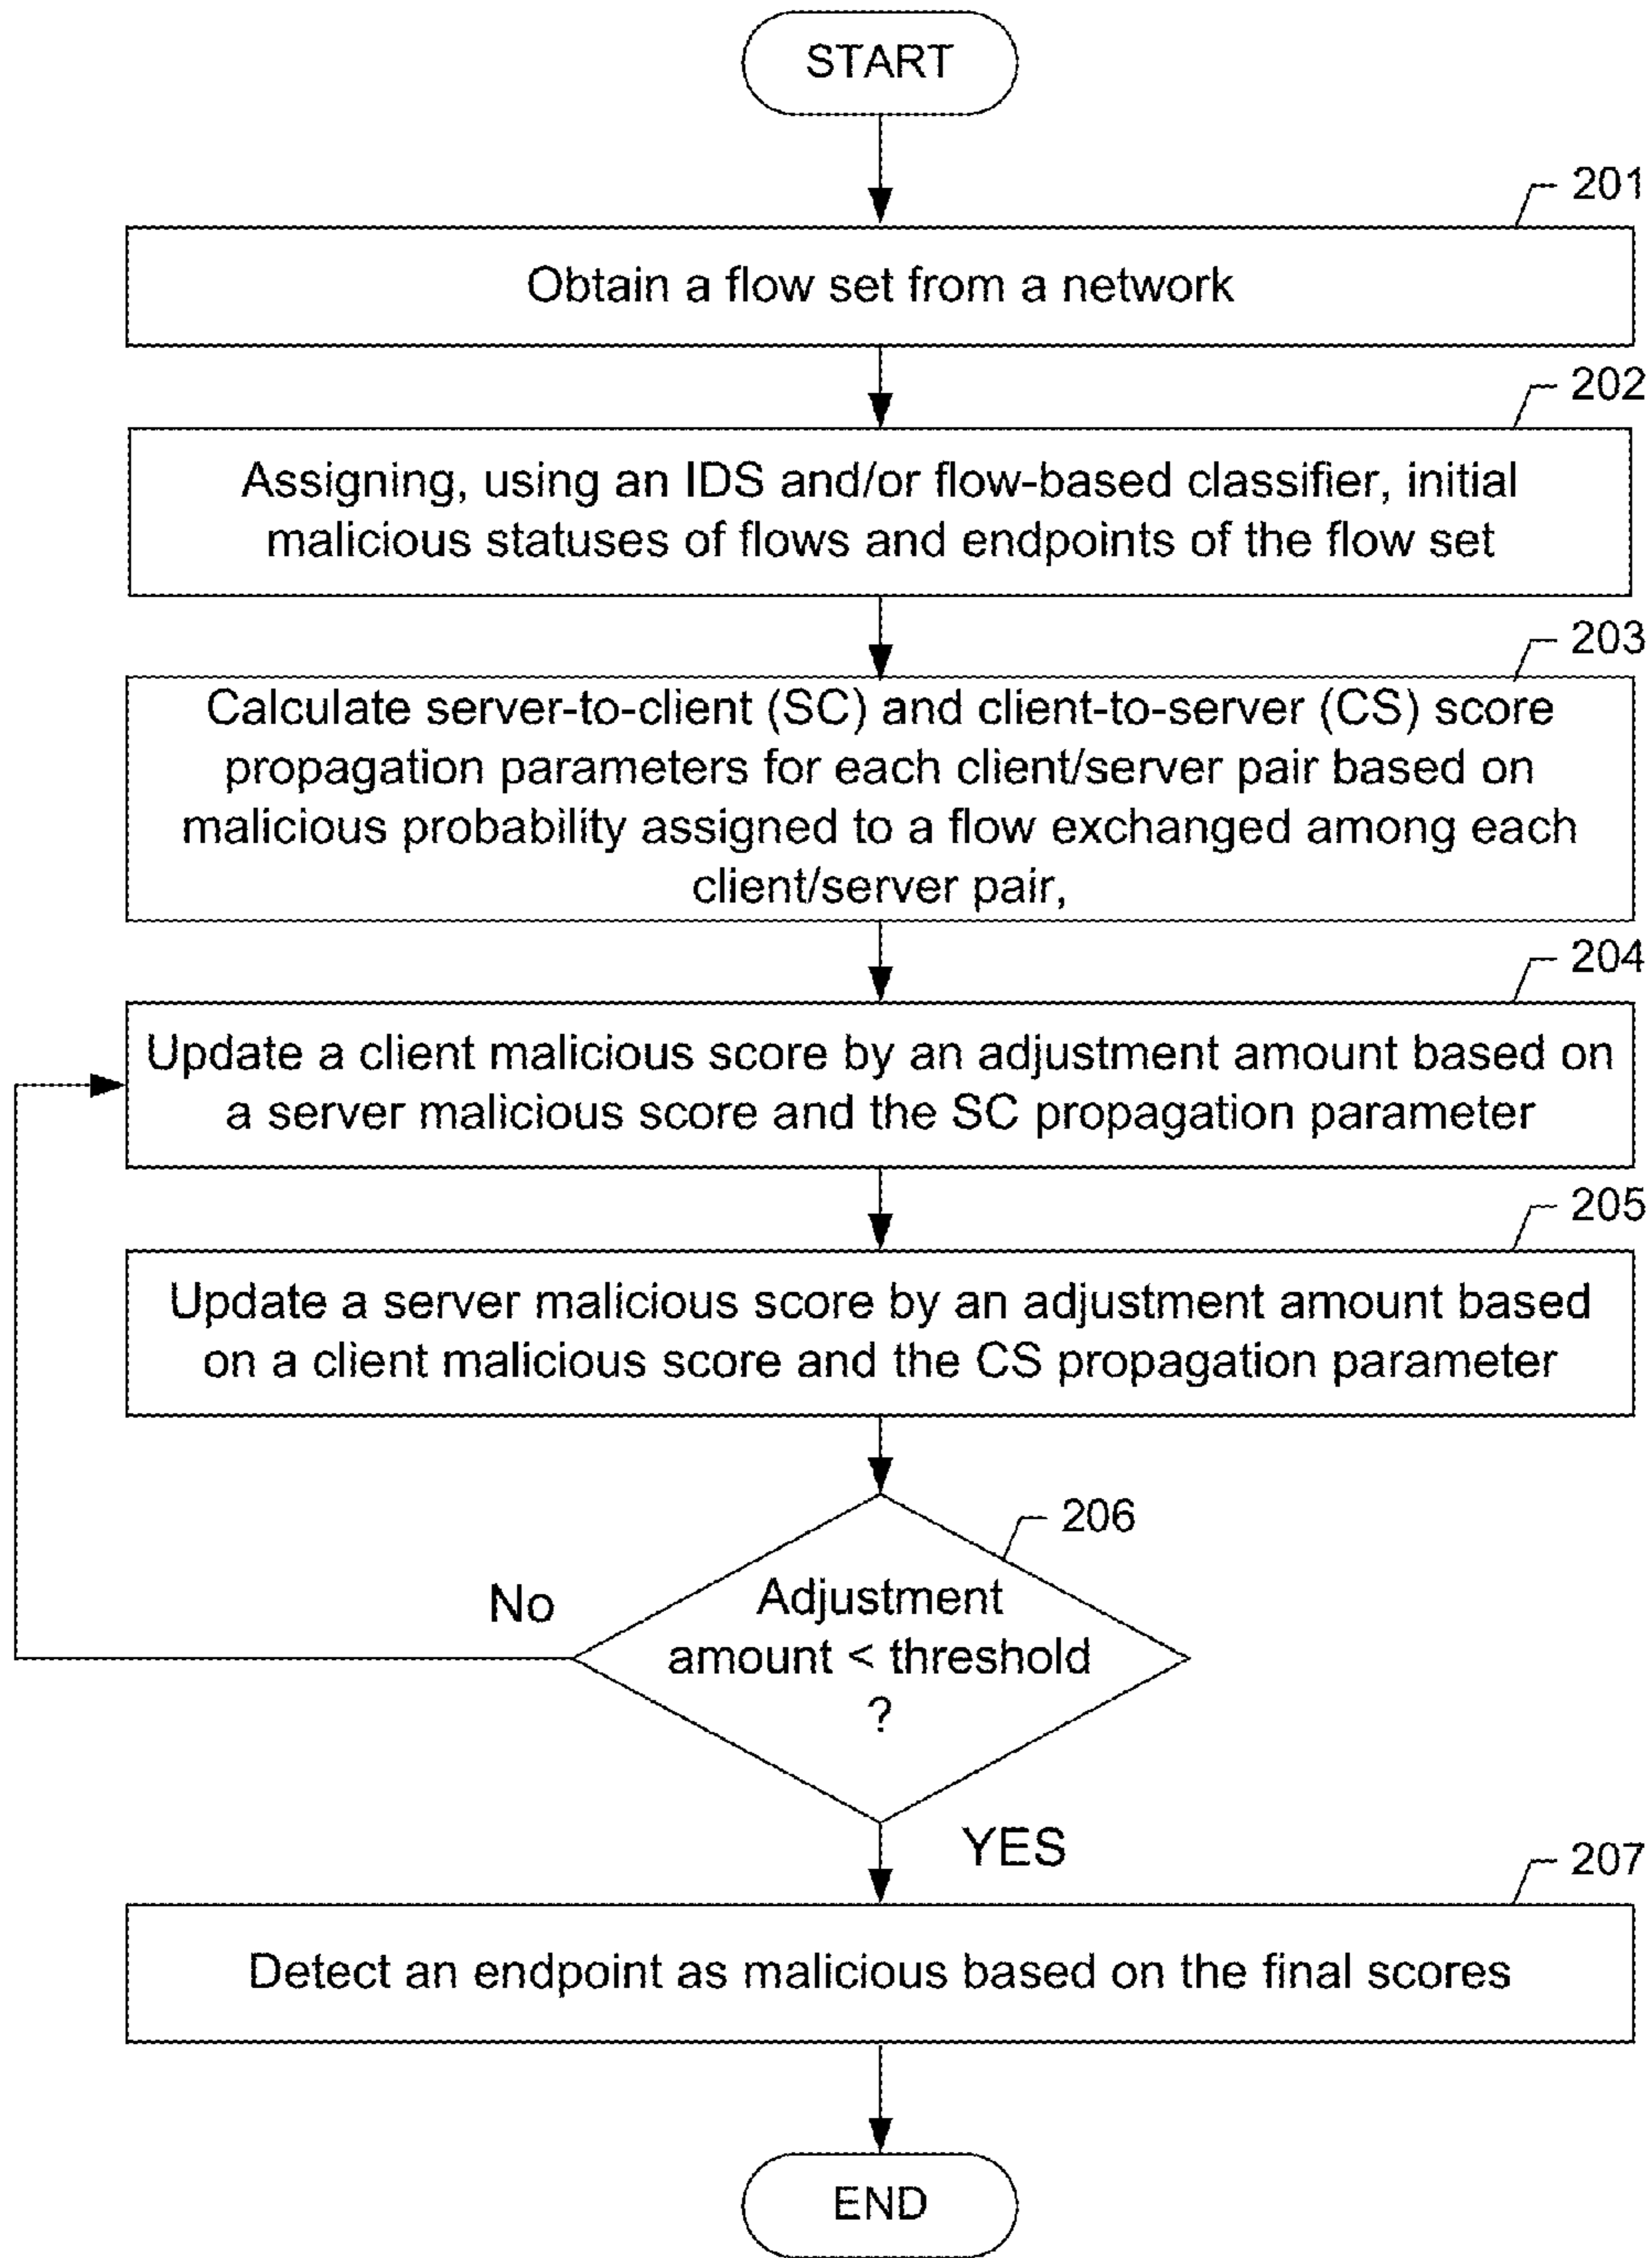 START
201
Obtain a flow set from a network
202
Assigning, using an IDS and/or flow-based classifier, initial
malicious statuses of flows and endpoints of the flow set
203
Calculate server-to-client (SC) and client-to-server (CS) score
propagation parameters for each client/server pair based on
malicious probability assigned to a flow exchanged among each
client/server pair,
204
Update a client malicious score by an adjustment amount based on
a server malicious score and the SC propagation parameter
205
Update a server malicious score by an adjustment amount based
on a client malicious score and the CS propagation parameter
206
Adjustment
amount < threshold
?
No
YES
207
Detect an endpoint as malicious based on the final scores
END